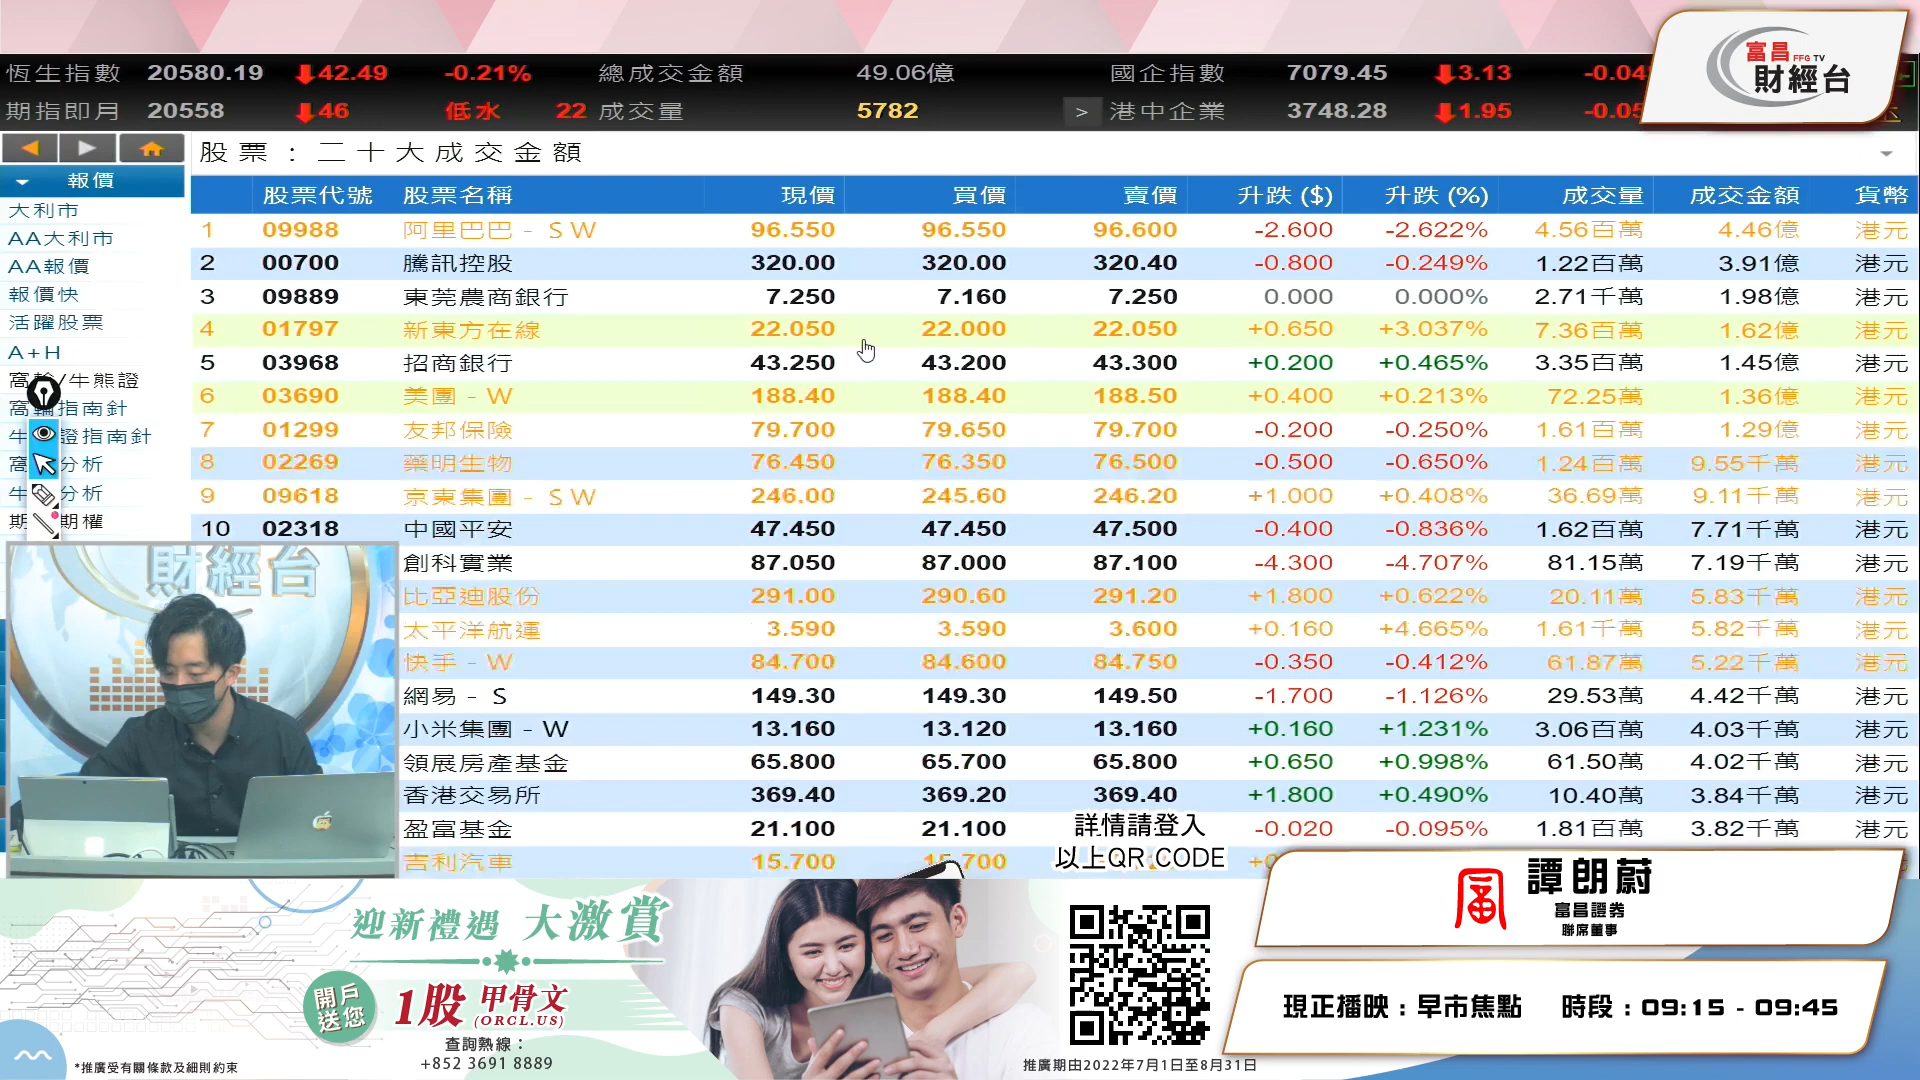 恆生指數 20580.19 42.49 -0.21% 總成交金額 49.06億 國企指數 7079.45 3.13
期指即月 20558 46 低水 22 成交量 5782 > 港中企業 3748.28 1.95
富昌 FFG TV
財經台
股票：二十大成交金額
報價
大利市
AA大利市
AA報價
報價快
活躍股票
A+H
股票代號 股票名稱 現價 買價 賣價 升跌 ($) 升跌 (%) 成交量 成交金額 貨幣
1 09988 阿里巴巴 - SW 96.550 96.550 96.600 -2.600 -2.622% 4.56百萬 4.46億 港元
2 00700 騰訊控股 320.00 320.00 320.40 -0.800 -0.249% 1.22百萬 3.91億 港元
3 09889 東莞農商銀行 7.250 7.160 7.250 0.000 0.000% 2.71千萬 1.98億 港元
4 01797 新東方在線 22.050 22.000 22.050 +0.650 +3.037% 7.36百萬 1.62億 港元
5 03968 招商銀行 43.250 43.200 43.300 +0.200 +0.465% 3.35百萬 1.45億 港元
6 03690 美團 - W 188.40 188.40 188.50 +0.400 +0.213% 72.25萬 1.36億 港元
7 01299 友邦保險 79.700 79.650 79.700 -0.200 -0.250% 1.61百萬 1.29億 港元
8 02269 藥明生物 76.450 76.350 76.500 -0.500 -0.650% 1.24百萬 9.55千萬 港元
9 09618 京東集團 - SW 246.00 245.60 246.20 +1.000 +0.408% 36.69萬 9.11千萬 港元
10 02318 中國平安 47.450 47.450 47.500 -0.400 -0.836% 1.62百萬 7.71千萬 港元
創科實業 87.050 87.000 87.100 -4.300 -4.707% 81.15萬 7.19千萬 港元
比亞迪股份 291.00 290.60 291.20 +1.800 +0.622% 20.11萬 5.83千萬 港元
太平洋航運 3.590 3.590 3.600 +0.160 +4.665% 1.61千萬 5.82千萬 港元
快手 - W 84.700 84.600 84.750 -0.350 -0.412% 61.87萬 5.22千萬 港元
網易 - S 149.30 149.30 149.50 -1.700 -1.126% 29.53萬 4.42千萬 港元
小米集團 - W 13.160 13.120 13.160 +0.160 +1.231% 3.06百萬 4.03千萬 港元
領展房產基金 65.800 65.700 65.800 +0.650 +0.998% 61.50萬 4.02千萬 港元
香港交易所 369.40 369.20 369.40 +1.800 +0.490% 10.40萬 3.84千萬 港元
盈富基金 21.100 21.100 -0.020 -0.095% 1.81百萬 3.82千萬 港元
吉利汽車 15.700
財經台
詳情請登入
以上QR CODE
迎新禮遇 大激賞
開戶送您
1股 甲骨文
(ORCL.US)
查詢熱線：
+852 3691 8889
*推廣受有關條款及細則約束
推廣期由2022年7月1日至8月31日
譚朗蔚
富昌證券
聯席董事
現正播映：早市焦點 時段：09:15 - 09:45